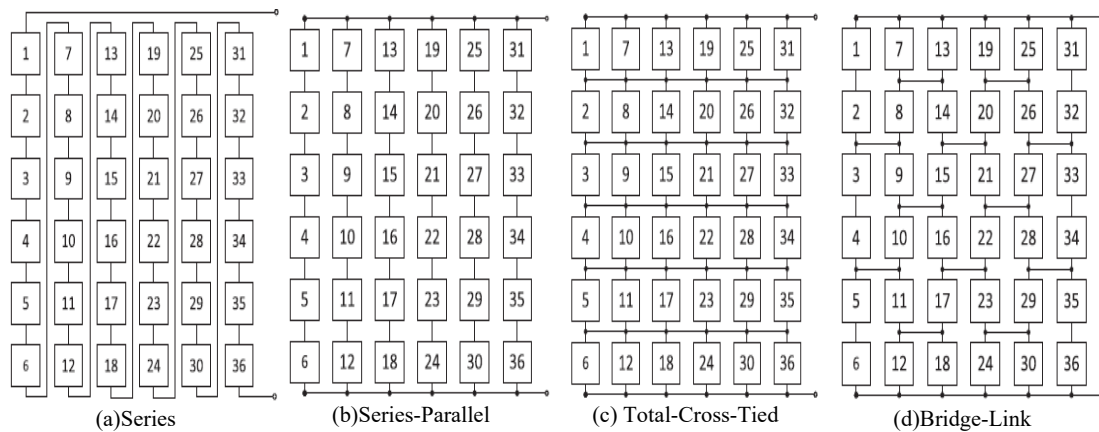 1 7 13 19 25 31
2 8 14 20 26 32
3 9 15 21 27 33
4 10 16 22 28 34
5 11 17 23 29 35
6 12 18 24 30 36
(a)Series
1 7 13 19 25 31
2 8 14 20 26 32
3 9 15 21 27 33
4 10 16 22 28 34
5 11 17 23 29 35
6 12 18 24 30 36
(b)Series-Parallel
1 7 13 19 25 31
2 8 14 20 26 32
3 9 15 21 27 33
4 10 16 22 28 34
5 11 17 23 29 35
6 12 18 24 30 36
(c) Total-Cross-Tied
1 7 13 19 25 31
2 8 14 20 26 32
3 9 15 21 27 33
4 10 16 22 28 34
5 11 17 23 29 35
6 12 18 24 30 36
(d)Bridge-Link